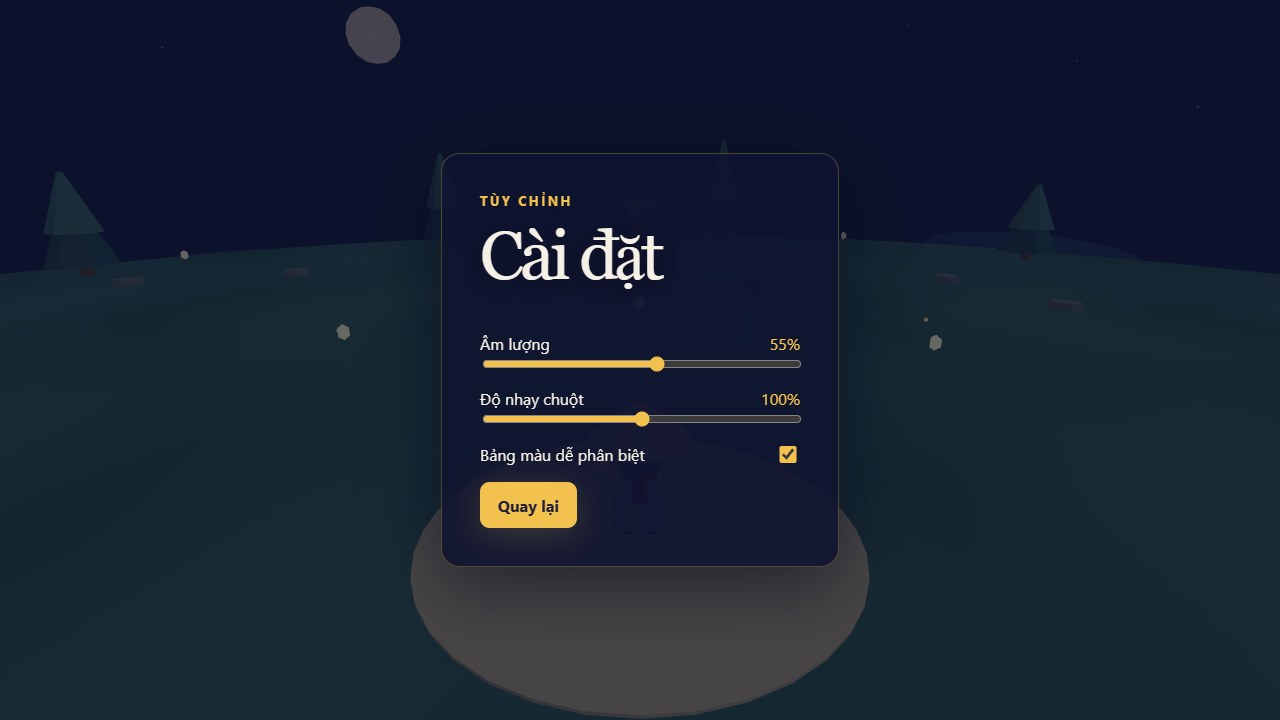 TÙY CHỈNH
Cài đặt
Âm lượng 55%
Độ nhạy chuột 100%
Bảng màu dễ phân biệt
Quay lại